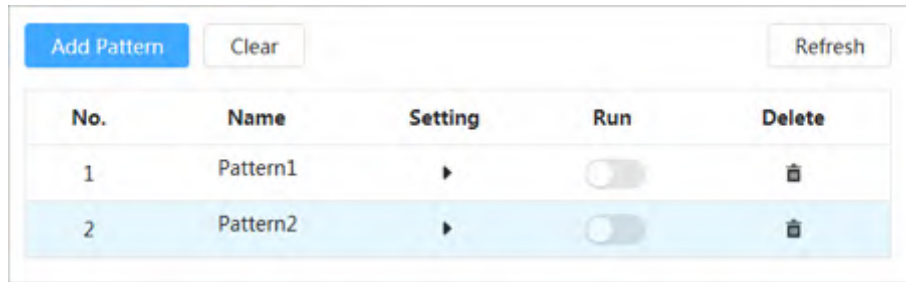 Add Pattern Clear Refresh
No. Name Setting Run Delete
1 Pattern1
2 Pattern2